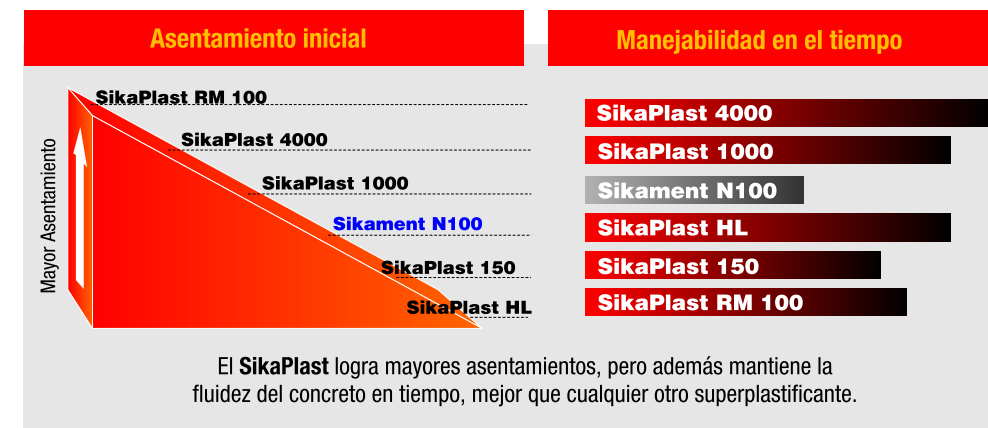 Asentamiento inicial
Mayor Asentamiento
SikaPlast RM 100
SikaPlast 4000
SikaPlast 1000
Sikament N100
SikaPlast 150
SikaPlast HL
Manejabilidad en el tiempo
SikaPlast 4000
SikaPlast 1000
Sikament N100
SikaPlast HL
SikaPlast 150
SikaPlast RM 100
El SikaPlast logra mayores asentamientos, pero además mantiene la
fluidez del concreto en tiempo, mejor que cualquier otro superplastificante.